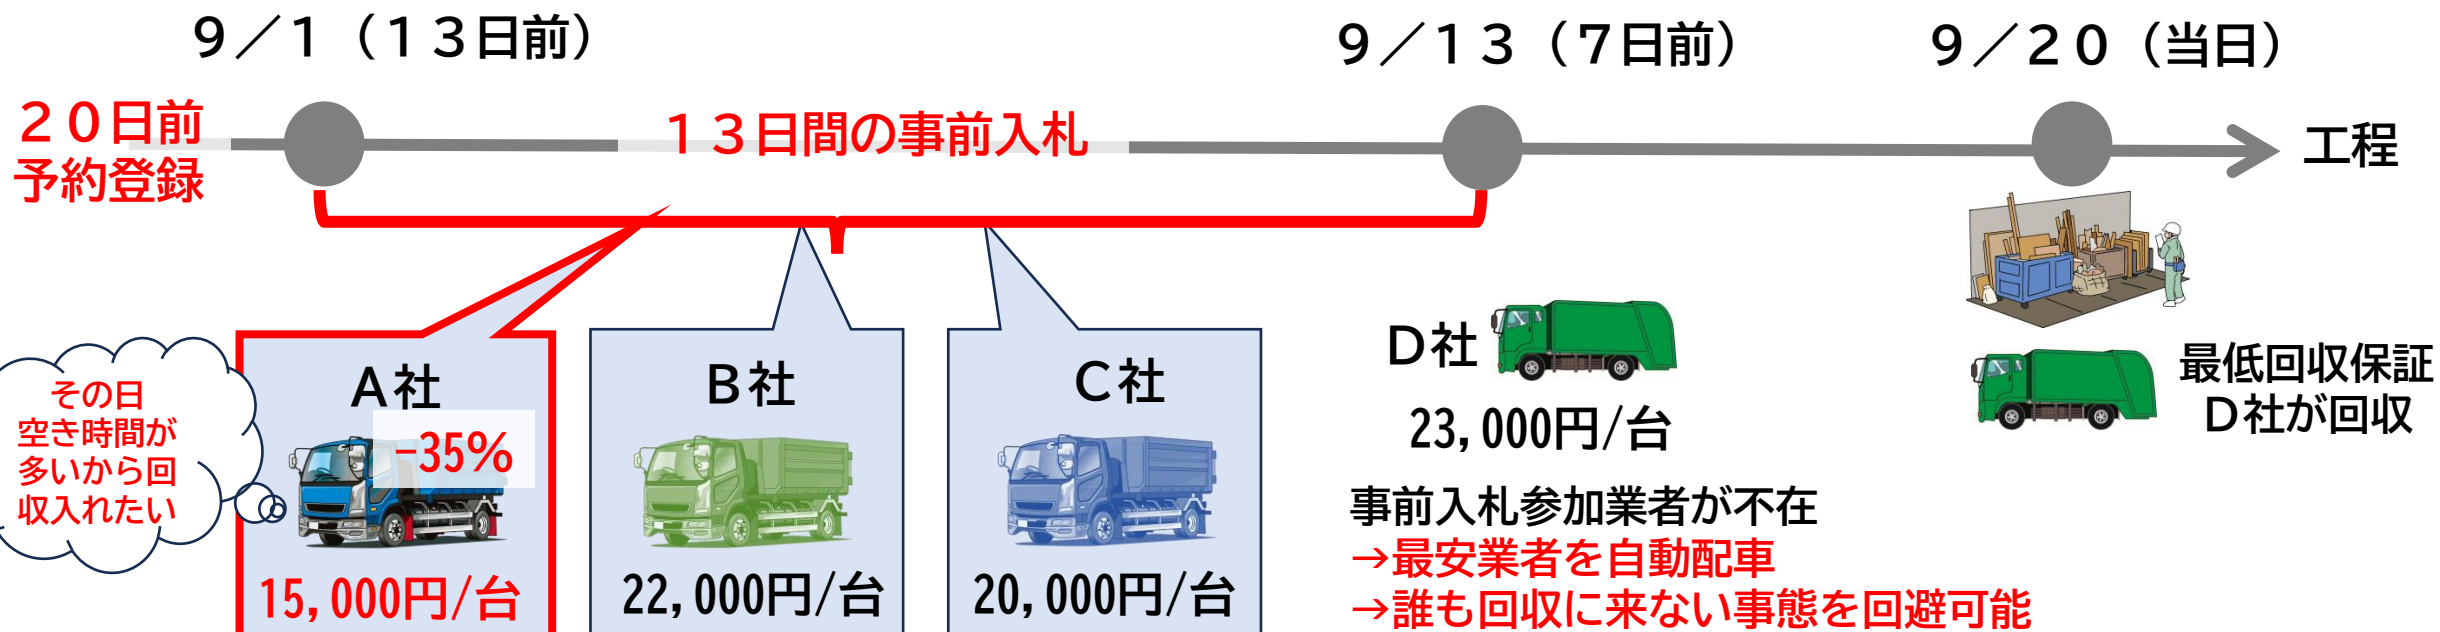 ９／１（１３日前）
９／１３（７日前）
９／２０（当日）
２０日前
予約登録
１３日間の事前入札
工程
その日
空き時間が
多いから回
収入れたい
Ａ社
-35%
15,000円/台
Ｂ社
22,000円/台
Ｃ社
20,000円/台
Ｄ社
23,000円/台
事前入札参加業者が不在
→最安業者を自動配車
→誰も回収に来ない事態を回避可能
最低回収保証
Ｄ社が回収